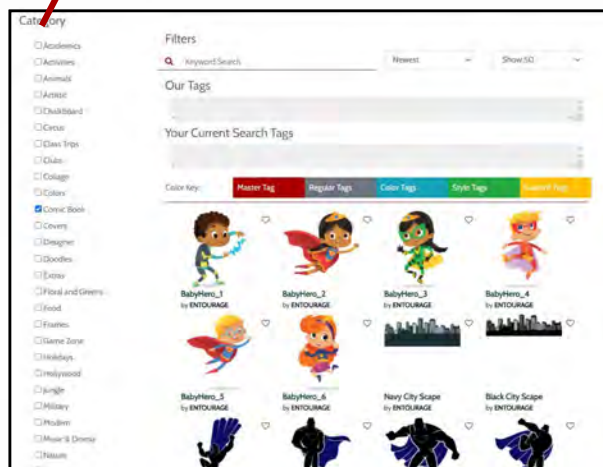 Category
Academics
Activities
Animals
Artistic
Chalkboard
Circus
Class Trips
Clubs
Collage
Colors
Comic Book
Covers
Designer
Doodles
Extras
Floral and Greens
Food
Frames
Game Zone
Holidays
Hollywood
Jungle
Military
Modern
Music & Drama
Nature
Filters
Keyword Search
Newest
Show 50
Our Tags
Your Current Search Tags
Color Key:
Master Tag
Regular Tags
Color Tags
Style Tags
BabyHero_1
by ENTOURAGE
BabyHero_2
by ENTOURAGE
BabyHero_3
by ENTOURAGE
BabyHero_4
by ENTOURAGE
BabyHero_5
by ENTOURAGE
BabyHero_6
by ENTOURAGE
Navy City Scape
by ENTOURAGE
Black City Scape
by ENTOURAGE